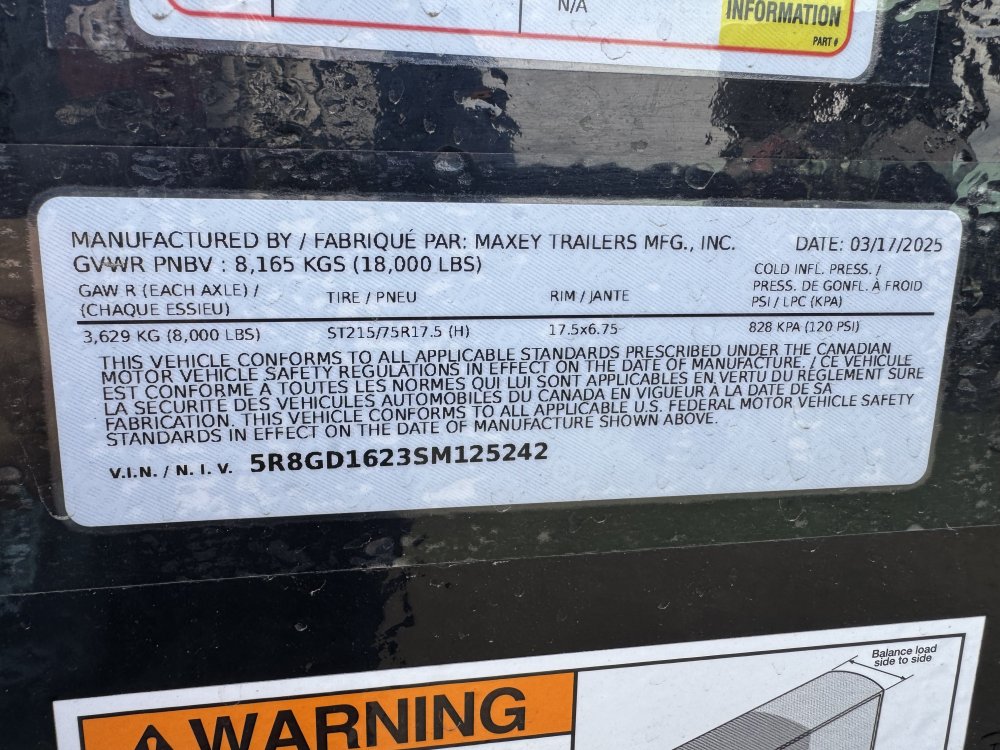 N/A
INFORMATION
PART #
MANUFACTURED BY / FABRIQUÉ PAR: MAXEY TRAILERS MFG., INC. DATE: 03/17/2025
GVWR PNBV : 8,165 KGS (18,000 LBS)
GAWR (EACH AXLE) /
(CHAQUE ESSIEU)
TIRE / PNEU
RIM / JANTE
COLD INFL. PRESS. /
PRESS. DE GONFL. À FROID
PSI / LPC (KPA)
3,629 KG (8,000 LBS) ST215/75R17.5 (H) 17.5x6.75 828 KPA (120 PSI)
THIS VEHICLE CONFORMS TO ALL APPLICABLE STANDARDS PRESCRIBED UNDER THE CANADIAN
MOTOR VEHICLE SAFETY REGULATIONS IN EFFECT ON THE DATE OF MANUFACTURE. / CE VEHICULE
EST CONFORME A TOUTES LES NORMES QUI LUI SONT APPLICABLES EN VERTU DU RÈGLEMENT SURE
LA SECURITE DES VEHICULES AUTOMOBILES DU CANADA EN VIGUEUR A LA DATE DE SA
FABRICATION. THIS VEHICLE CONFORMS TO ALL APPLICABLE U.S. FEDERAL MOTOR VEHICLE SAFETY
STANDARDS IN EFFECT ON THE DATE OF MANUFACTURE SHOWN ABOVE.
V.I.N. / N. I. V. 5R8GD1623SM125242
WARNING
Balance load
side to side